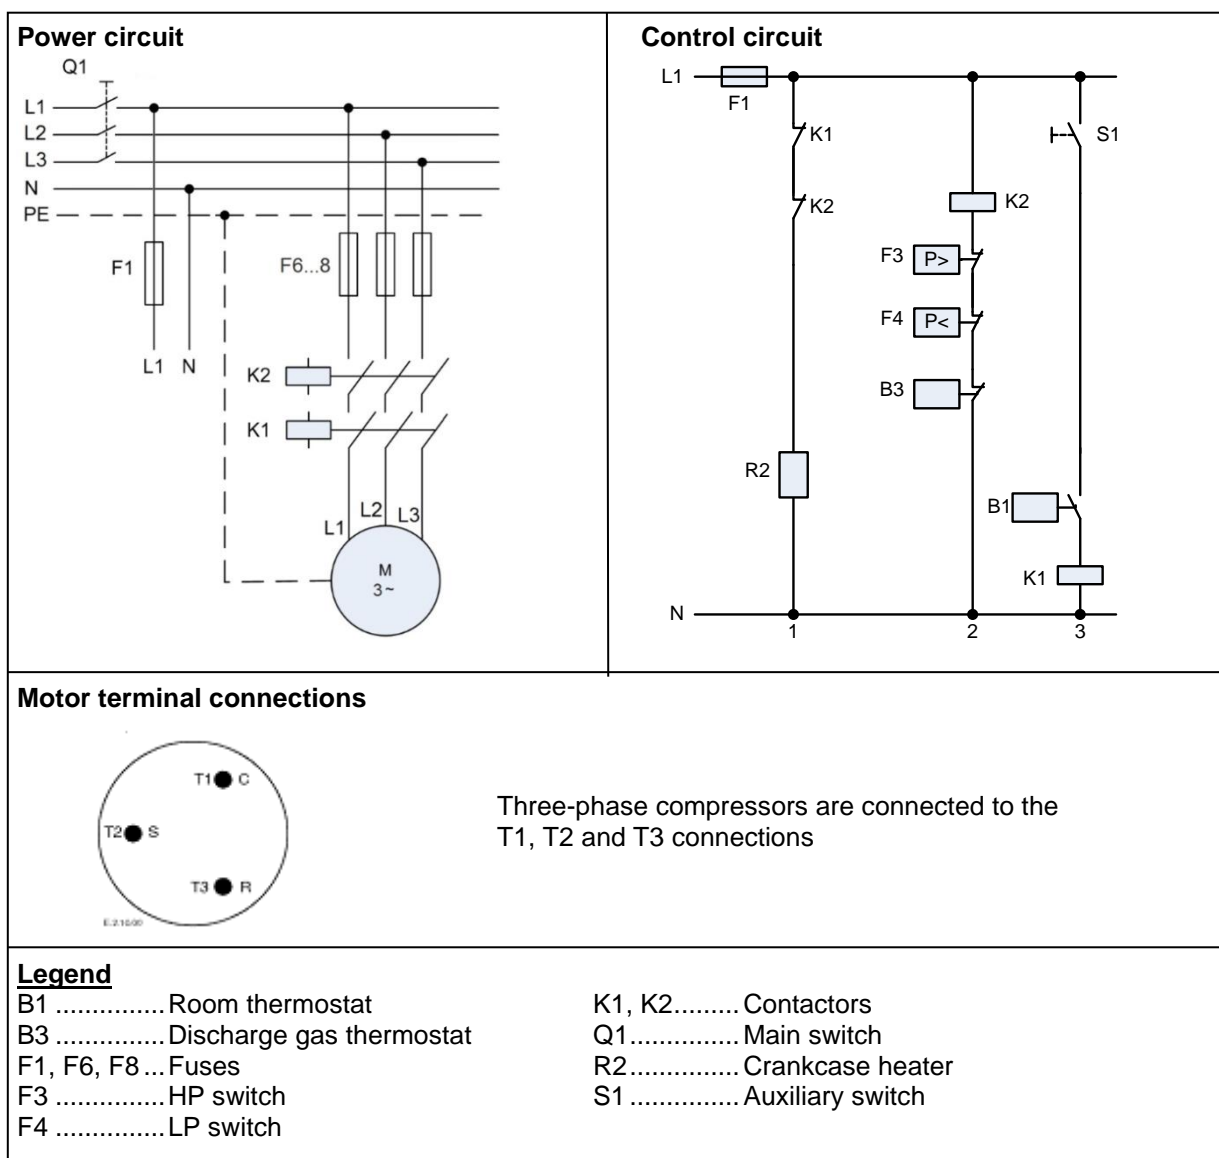 Power circuit
Q1
L1
L2
L3
N
PE
F1
F6...8
L1 N
K2
K1
L1 L2 L3
M
3~
Control circuit
L1
F1
K1
S1
K2
K2
F3 P>
F4 P<
B3
R2
B1
K1
N
1 2 3
Motor terminal connections
T1 C
T2 S
T3 R
Three-phase compressors are connected to the
T1, T2 and T3 connections
Legend
B1 ...............Room thermostat
B3 ...............Discharge gas thermostat
F1, F6, F8...Fuses
F3 ...............HP switch
F4 ...............LP switch
K1, K2.........Contactors
Q1...............Main switch
R2...............Crankcase heater
S1...............Auxiliary switch